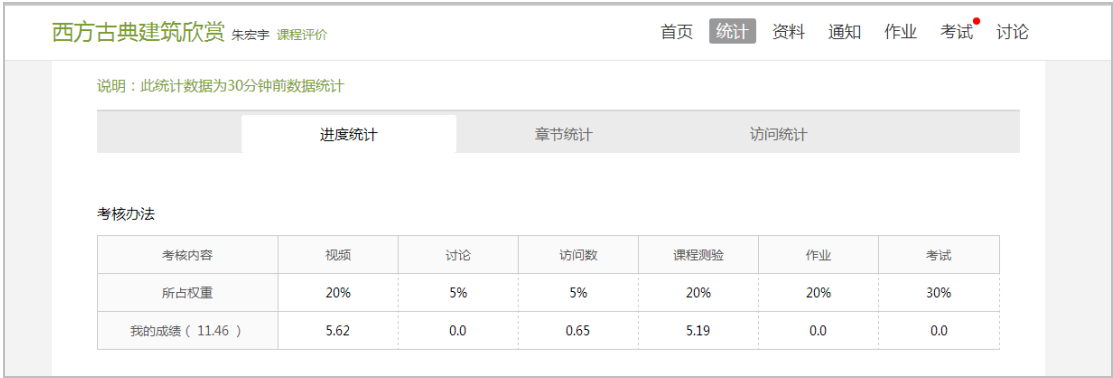 西方古典建筑欣赏 朱宏宇 课程评价 首页 统计 资料 通知 作业 考试 讨论
说明：此统计数据为30分钟前数据统计
进度统计 章节统计 访问统计
考核办法
考核内容 视频 讨论 访问数 课程测验 作业 考试
所占权重 20% 5% 5% 20% 20% 30%
我的成绩（ 11.46 ） 5.62 0.0 0.65 5.19 0.0 0.0